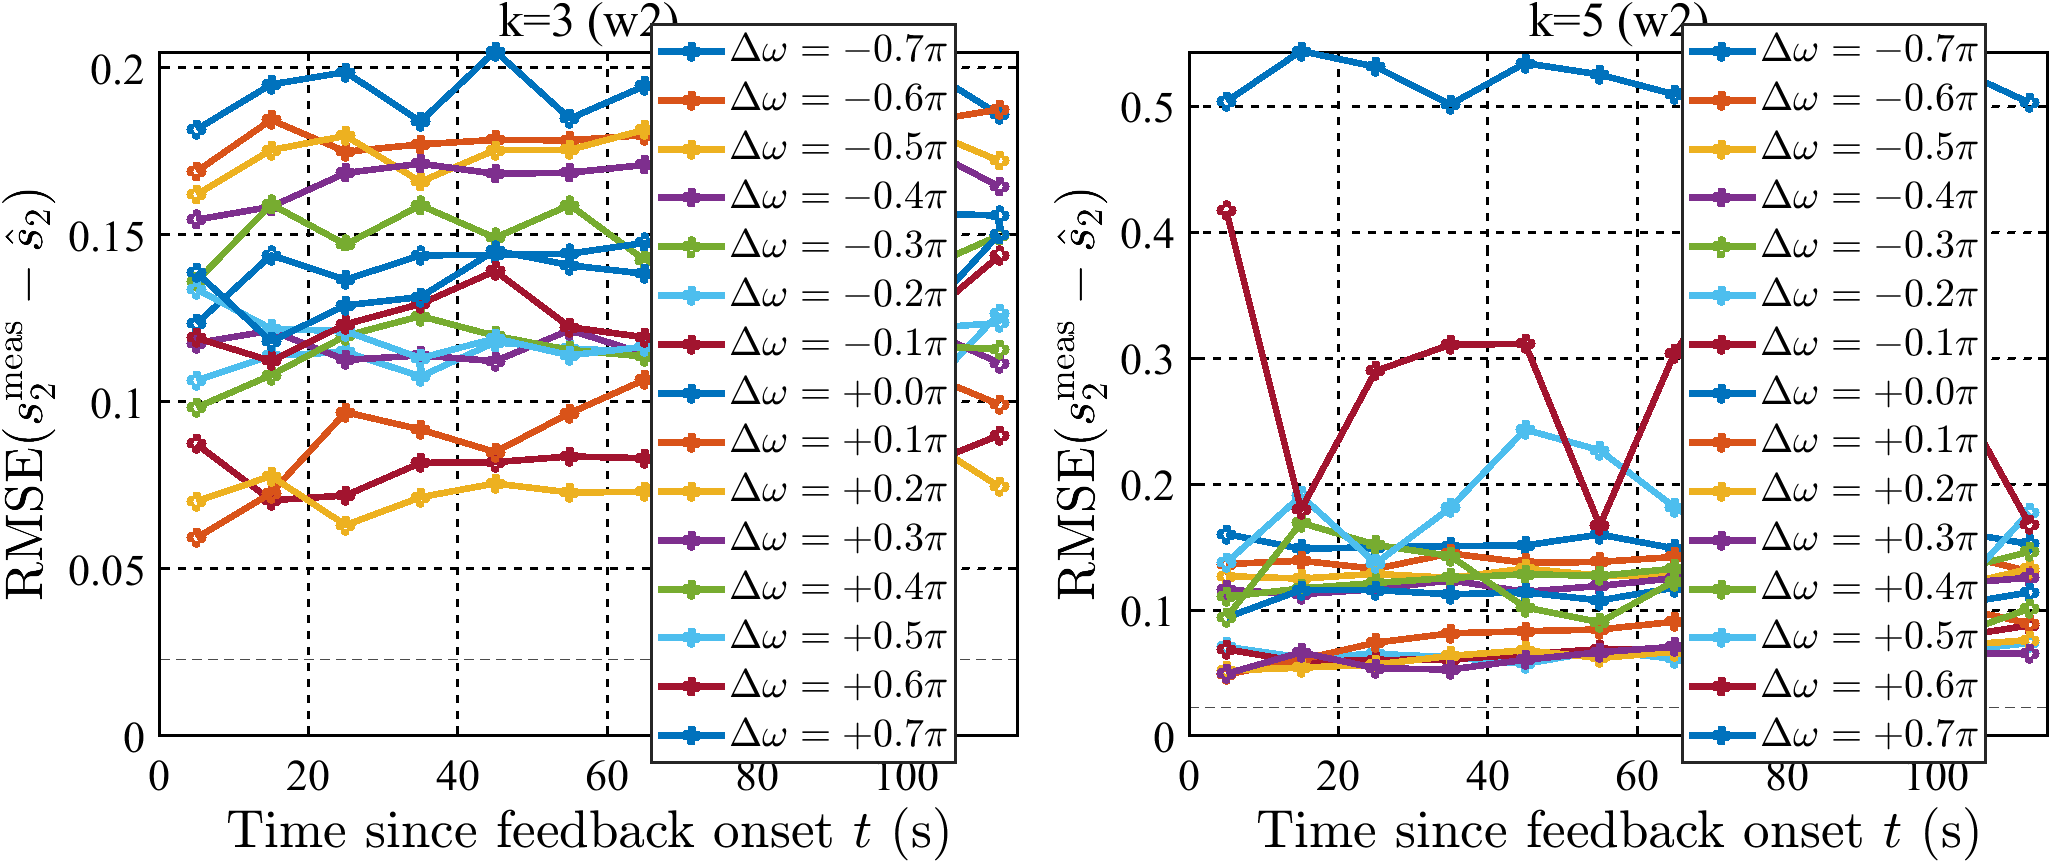 k=3 (w2)
RMSE(s₂ᵐᵉᵃˢ − ŝ₂)
0.2
0.15
0.1
0.05
0
0 20 40 60 80 100
Time since feedback onset t (s)
Δω = −0.7π
Δω = −0.6π
Δω = −0.5π
Δω = −0.4π
Δω = −0.3π
Δω = −0.2π
Δω = −0.1π
Δω = +0.0π
Δω = +0.1π
Δω = +0.2π
Δω = +0.3π
Δω = +0.4π
Δω = +0.5π
Δω = +0.6π
Δω = +0.7π
k=5 (w2)
RMSE(s₂ᵐᵉᵃˢ − ŝ₂)
0.5
0.4
0.3
0.2
0.1
0
0 20 40 60 80 100
Time since feedback onset t (s)
Δω = −0.7π
Δω = −0.6π
Δω = −0.5π
Δω = −0.4π
Δω = −0.3π
Δω = −0.2π
Δω = −0.1π
Δω = +0.0π
Δω = +0.1π
Δω = +0.2π
Δω = +0.3π
Δω = +0.4π
Δω = +0.5π
Δω = +0.6π
Δω = +0.7π